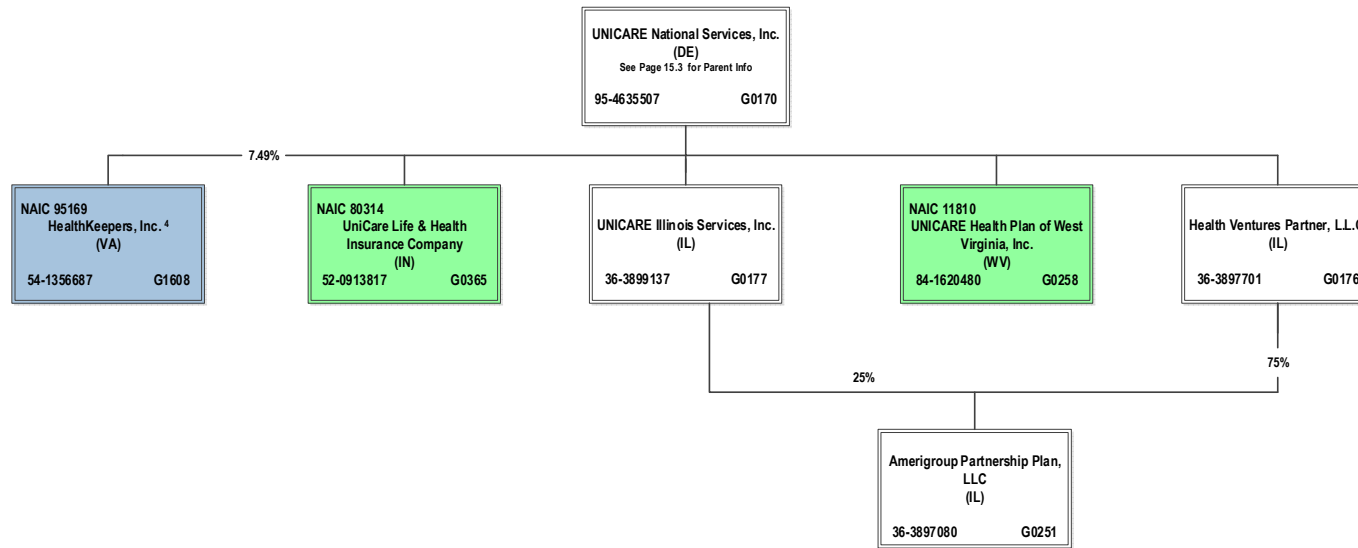 UNICARE National Services, Inc.
(DE)
See Page 15.3 for Parent Info
95-4635507 G0170
7.49%
NAIC 95169
HealthKeepers, Inc. 4
(VA)
54-1356687 G1608
NAIC 80314
UniCare Life & Health
Insurance Company
(IN)
52-0913817 G0365
UNICARE Illinois Services, Inc.
(IL)
36-3899137 G0177
NAIC 11810
UNICARE Health Plan of West
Virginia, Inc.
(WV)
84-1620480 G0258
Health Ventures Partner, L.L.C
(IL)
36-3897701 G0176
25%
75%
Amerigroup Partnership Plan,
LLC
(IL)
36-3897080 G0251